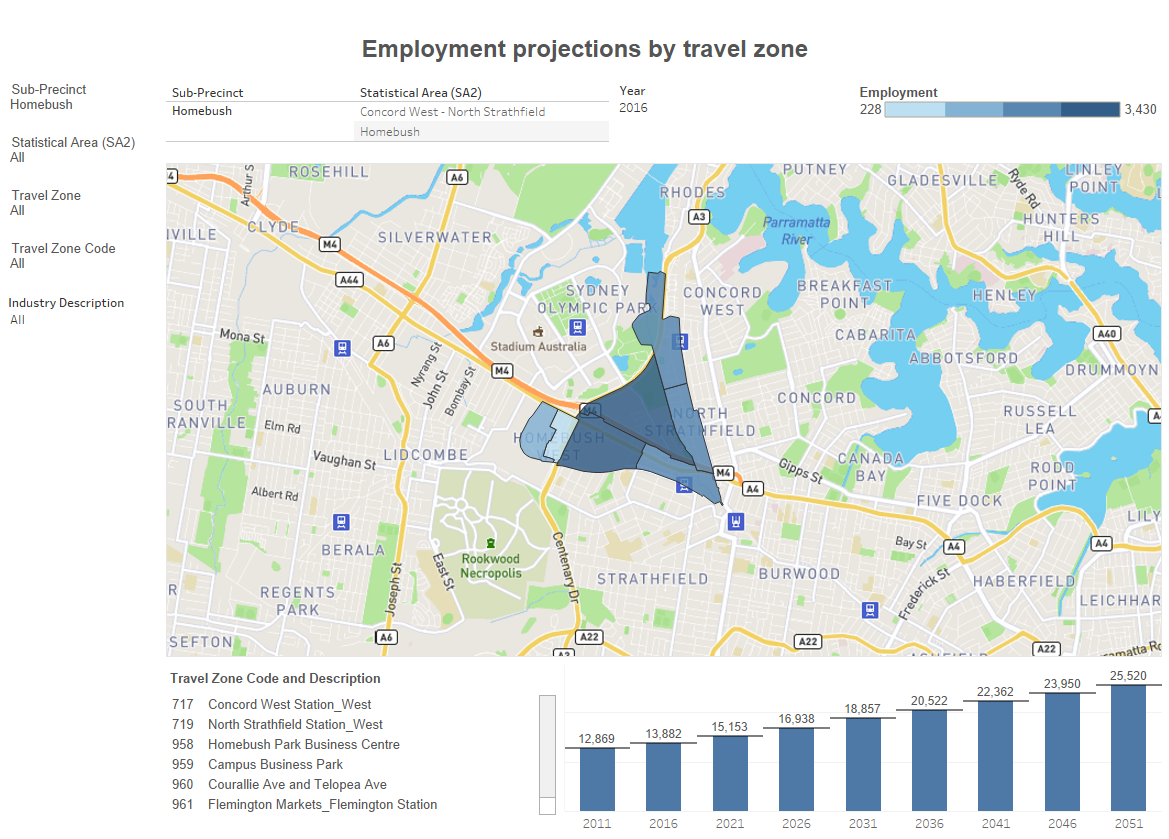 Employment projections by travel zone
Sub-Precinct
Homebush
Statistical Area (SA2)
All
Travel Zone
All
Travel Zone Code
All
Industry Description
All
Sub-Precinct Statistical Area (SA2)
Homebush Concord West - North Strathfield
Homebush
Year
2016
Employment
228 3,430
ROSEHILL
PUTNEY
LINLEY
POINT
4
A6
Arthur S
RHODES
GLADESVILLE
Ryde Rd
A3
CLYDE
NVILLE
SILVERWATER
Parramatta
River
HUNTERS
HILL
M4
A44
SYDNEY
OLYMPIC PAR
CONCORD
WEST
BREAKFAST
POINT
HENLEY
Mona St
A6
Stadium Australia
CABARITA
A40
Nyrang St
John St
Bombay St
M4
ABBOTSFORD
DRUMMOYN
AUBURN
CONCORD
SOUTH
RANVILLE
M4
NORTH
STRATHFIELD
RUSSELL
LEA
A4
Elm Rd
HOMEBUSH
WEST
LIDCOMBE
Vaughan St
Gipps St
CANADA
BAY
RODD
POINT
M4
A4
Albert Rd
FIVE DOCK
LILY
BERALA
Rookwood
Necropolis
Centenary Dr
Bay St
A4
A4
East St
Joseph St
STRATHFIELD
BURWOOD
Frederick St
HABERFIELD
R
REGENTS
PARK
LEICHHAR
SEFTON
A6
A22
A22
A22
A3
ASHFIELD
rramatta Rd
Travel Zone Code and Description
717 Concord West Station_West
719 North Strathfield Station_West
958 Homebush Park Business Centre
959 Campus Business Park
960 Courallie Ave and Telopea Ave
961 Flemington Markets_Flemington Station
12,869 13,882 15,153 16,938 18,857 20,522 22,362 23,950 25,520
2011 2016 2021 2026 2031 2036 2041 2046 2051